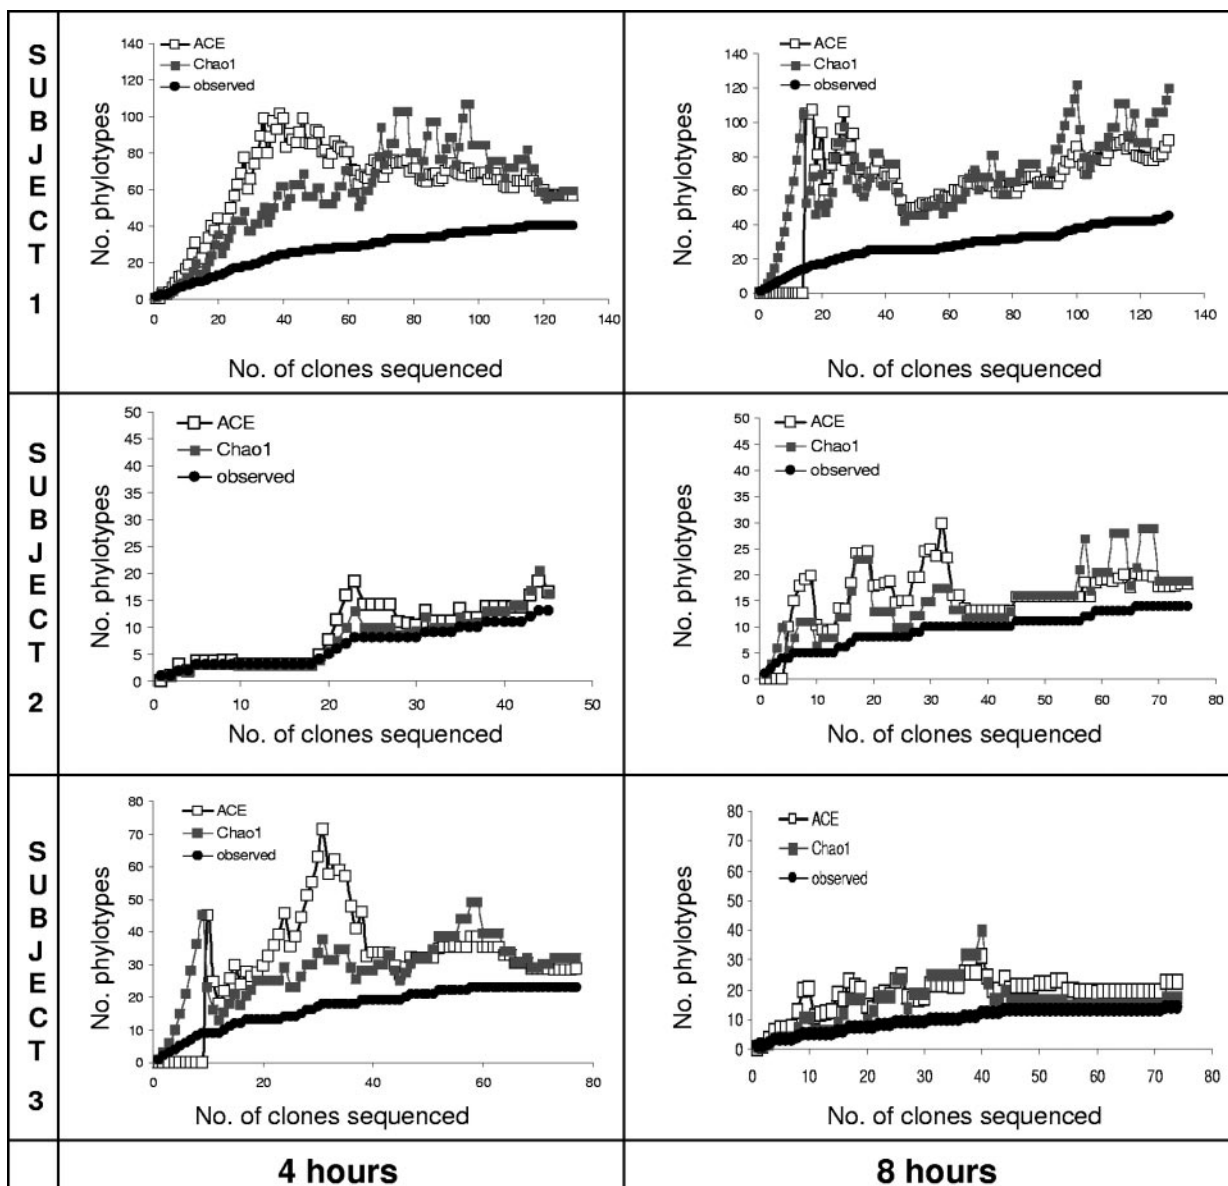 SUBJECT 1
No. phylotypes
140
120
100
80
60
40
20
0
ACE
Chao1
observed
0 20 40 60 80 100 120 140
No. of clones sequenced
No. phylotypes
140
120
100
80
60
40
20
0
ACE
Chao1
observed
0 20 40 60 80 100 120 140
No. of clones sequenced
SUBJECT 2
No. phylotypes
50
45
40
35
30
25
20
15
10
5
0
ACE
Chao1
observed
0 10 20 30 40 50
No. of clones sequenced
No. phylotypes
50
45
40
35
30
25
20
15
10
5
0
ACE
Chao1
observed
0 10 20 30 40 50 60 70 80
No. of clones sequenced
SUBJECT 3
No. phylotypes
80
70
60
50
40
30
20
10
0
ACE
Chao1
observed
0 20 40 60 80
No. of clones sequenced
No. phylotypes
80
70
60
50
40
30
20
10
0
ACE
Chao1
observed
0 10 20 30 40 50 60 70 80
No. of clones sequenced
4 hours
8 hours